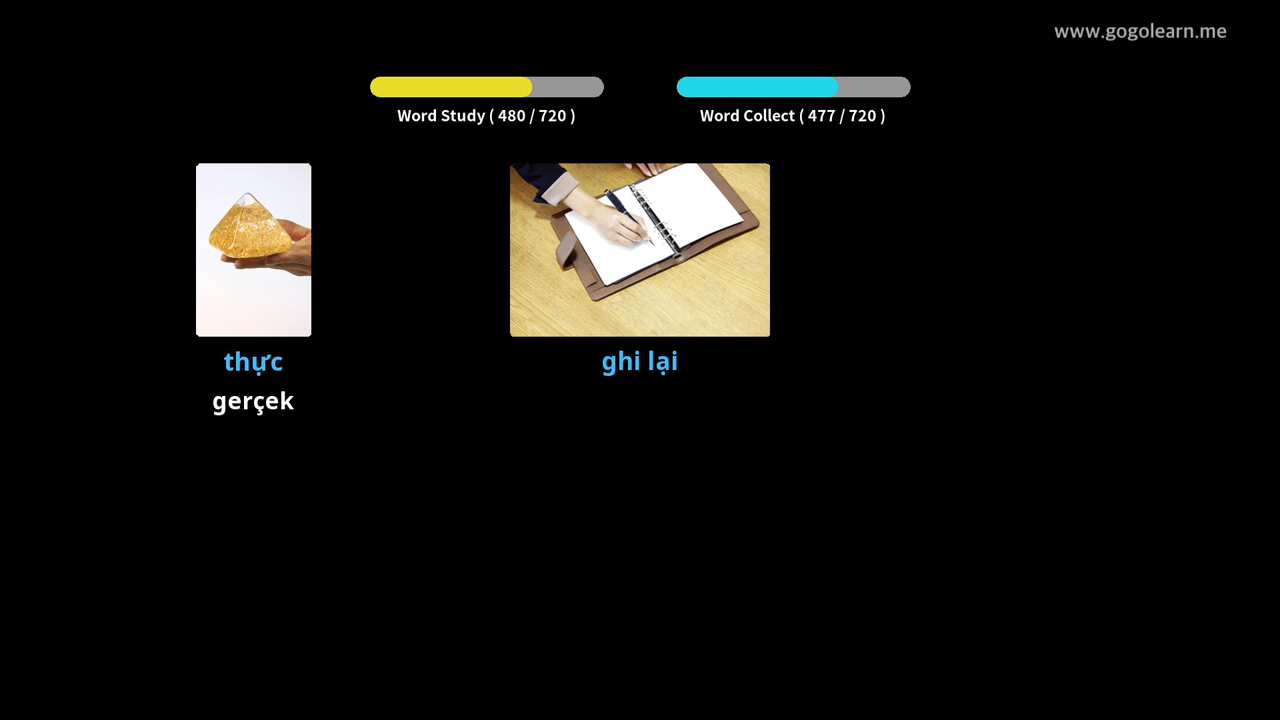 www.gogolearn.me
Word Study ( 480 / 720 )
Word Collect ( 477 / 720 )
thực
gerçek
ghi lại